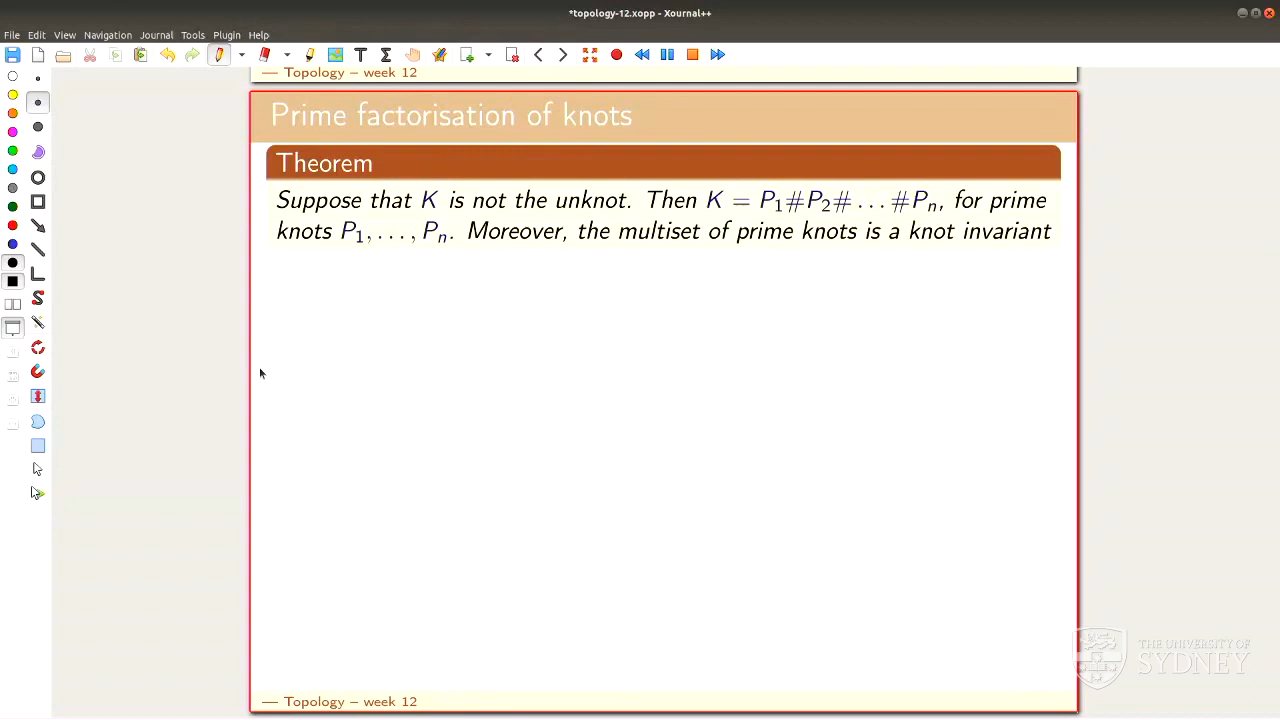 *topology-12.xopp - Xournal++
File Edit View Navigation Journal Tools Plugin Help
— Topology – week 12
Prime factorisation of knots
Theorem
Suppose that K is not the unknot. Then K = P₁#P₂# . . . #Pₙ, for prime
knots P₁, . . . , Pₙ. Moreover, the multiset of prime knots is a knot invariant
THE UNIVERSITY OF
SYDNEY
— Topology – week 12